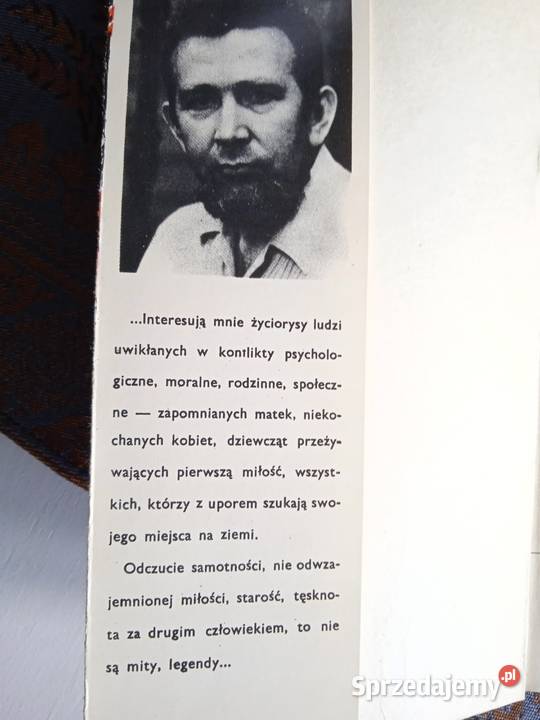 ...Interesują mnie życiorysy ludzi
uwikłanych w kontlikty psycholo-
giczne, moralne, rodzinne, społecz-
ne — zapomnianych matek, nieko-
chanych kobiet, dziewcząt przeży-
wających pierwszą miłość, wszyst-
kich, którzy z uporem szukają swo-
jego miejsca na ziemi.
Odczucie samotności, nie odwza-
jemnionej miłości, starość, tęskno-
ta za drugim człowiekiem, to nie
są mity, legendy...
Sprzedajemy.pl